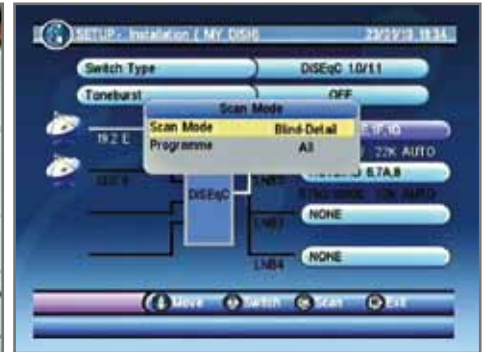 SETUP - Installation ( MY DISH) 23/01/10 18:34
Switch Type DiSEqC 1.0/1.1
Toneburst OFF
Scan Mode
Scan Mode Blind-Detail
Programme All
19.2 E
22K AUTO
DiSEqC
NONE
LNB4 NONE
Move Switch Scan Exit